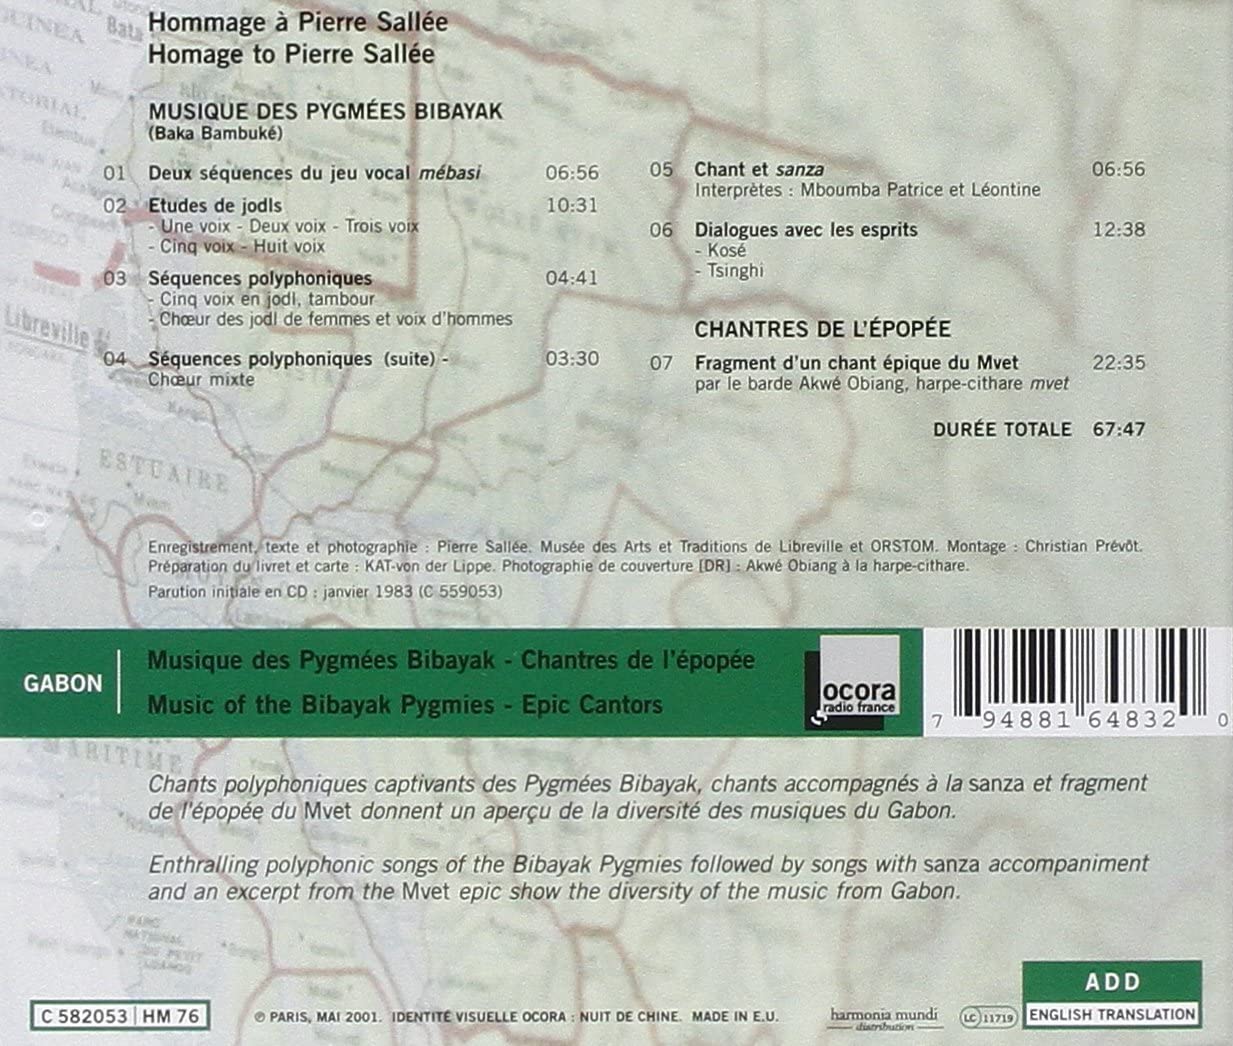 Hommage à Pierre Sallée
Homage to Pierre Sallée
MUSIQUE DES PYGMÉES BIBAYAK
(Baka Bambuké)
01 Deux séquences du jeu vocal mébasi 06:56
02 Etudes de jodls 10:31
- Une voix - Deux voix - Trois voix
- Cinq voix - Huit voix
03 Séquences polyphoniques 04:41
- Cinq voix en jodl, tambour
- Chœur des jodl de femmes et voix d'hommes
04 Séquences polyphoniques (suite) - 03:30
Chœur mixte
05 Chant et sanza 06:56
Interprètes : Mboumba Patrice et Léontine
06 Dialogues avec les esprits 12:38
- Kosé
- Tsinghi
CHANTRES DE L'ÉPOPÉE
07 Fragment d'un chant épique du Mvet 22:35
par le barde Akwé Obiang, harpe-cithare mvet
DURÉE TOTALE 67:47
Bata
Libreville
ESTUAIRE
Enregistrement, texte et photographie : Pierre Sallée. Musée des Arts et Traditions de Libreville et ORSTOM. Montage : Christian Prévôt.
Préparation du livret et carte : KAT-von der Lippe. Photographie de couverture [DR] : Akwé Obiang à la harpe-cithare.
Parution initiale en CD : janvier 1983 (C 559053)
GABON
Musique des Pygmées Bibayak - Chantres de l'épopée
Music of the Bibayak Pygmies - Epic Cantors
ocora
radio france
7 94881 64832 0
MARITIME
Chants polyphoniques captivants des Pygmées Bibayak, chants accompagnés à la sanza et fragment
de l'épopée du Mvet donnent un aperçu de la diversité des musiques du Gabon.
Enthralling polyphonic songs of the Bibayak Pygmies followed by songs with sanza accompaniment
and an excerpt from the Mvet epic show the diversity of the music from Gabon.
C 582053 | HM 76
℗ PARIS, MAI 2001. IDENTITÉ VISUELLE OCORA : NUIT DE CHINE. MADE IN E.U.
harmonia mundi
distribution
LC 11719
ADD
ENGLISH TRANSLATION